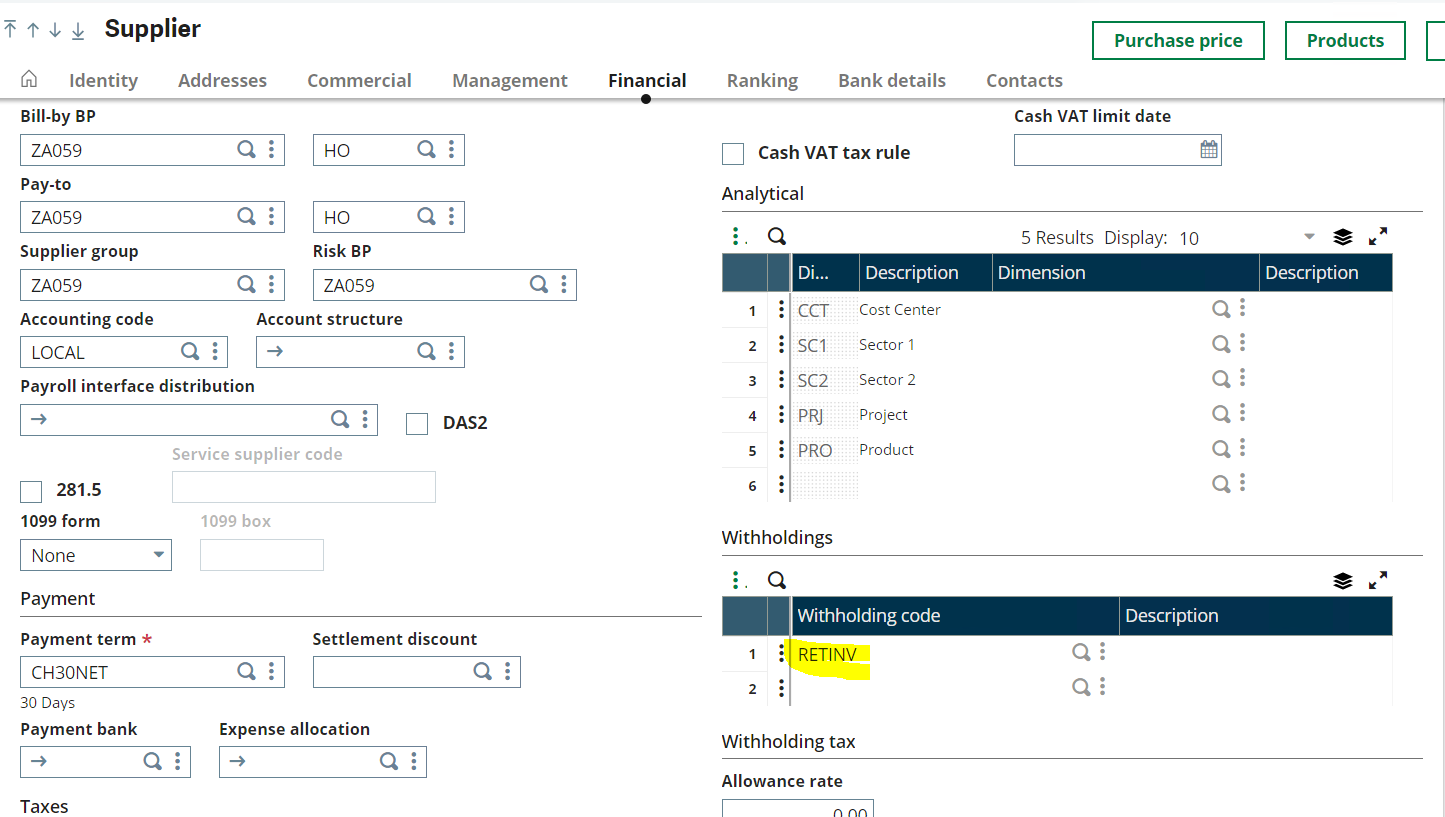 Supplier
Purchase price
Products
Identity
Addresses
Commercial
Management
Financial
Ranking
Bank details
Contacts
Bill-by BP
ZA059
HO
Pay-to
ZA059
HO
Supplier group
Risk BP
ZA059
ZA059
Accounting code
Account structure
LOCAL
Payroll interface distribution
DAS2
Service supplier code
281.5
1099 form
1099 box
None
Payment
Payment term *
Settlement discount
CH30NET
30 Days
Payment bank
Expense allocation
Taxes
Cash VAT limit date
Cash VAT tax rule
Analytical
5 Results Display: 10
Di... Description Dimension Description
1 CCT Cost Center
2 SC1 Sector 1
3 SC2 Sector 2
4 PRJ Project
5 PRO Product
6
Withholdings
Withholding code Description
1 RETINV
2
Withholding tax
Allowance rate
0.00